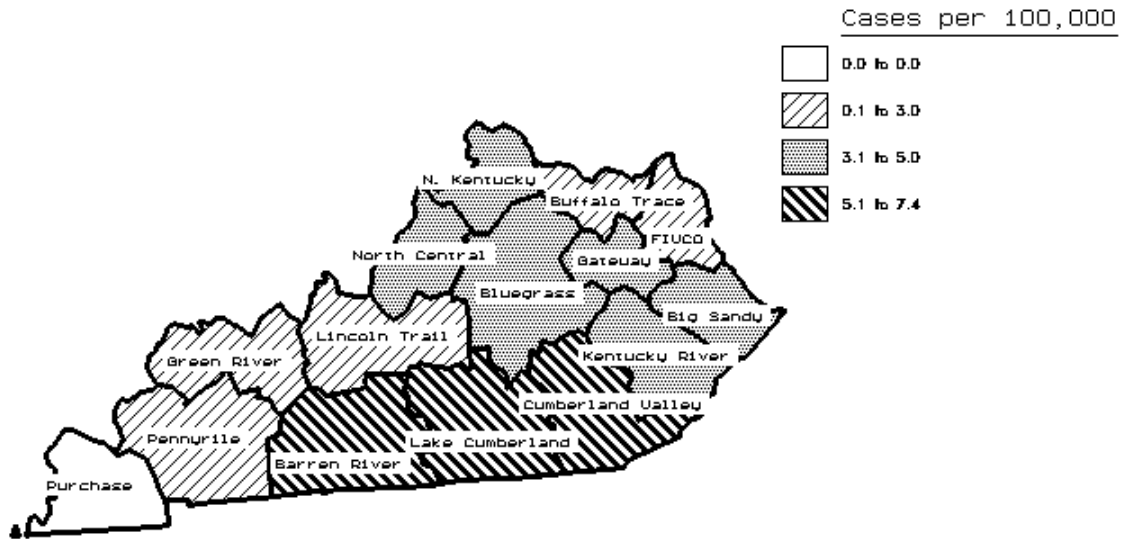 Cases per 100,000
0.0 to 0.0
0.1 to 3.0
3.1 to 5.0
5.1 to 7.4
N. Kentucky
Buffalo Trace
FIVCO
North Central
Gateway
Bluegrass
Big Sandy
Lincoln Trail
Kentucky River
Green River
Cumberland Valley
Pennyrile
Lake Cumberland
Barren River
Purchase